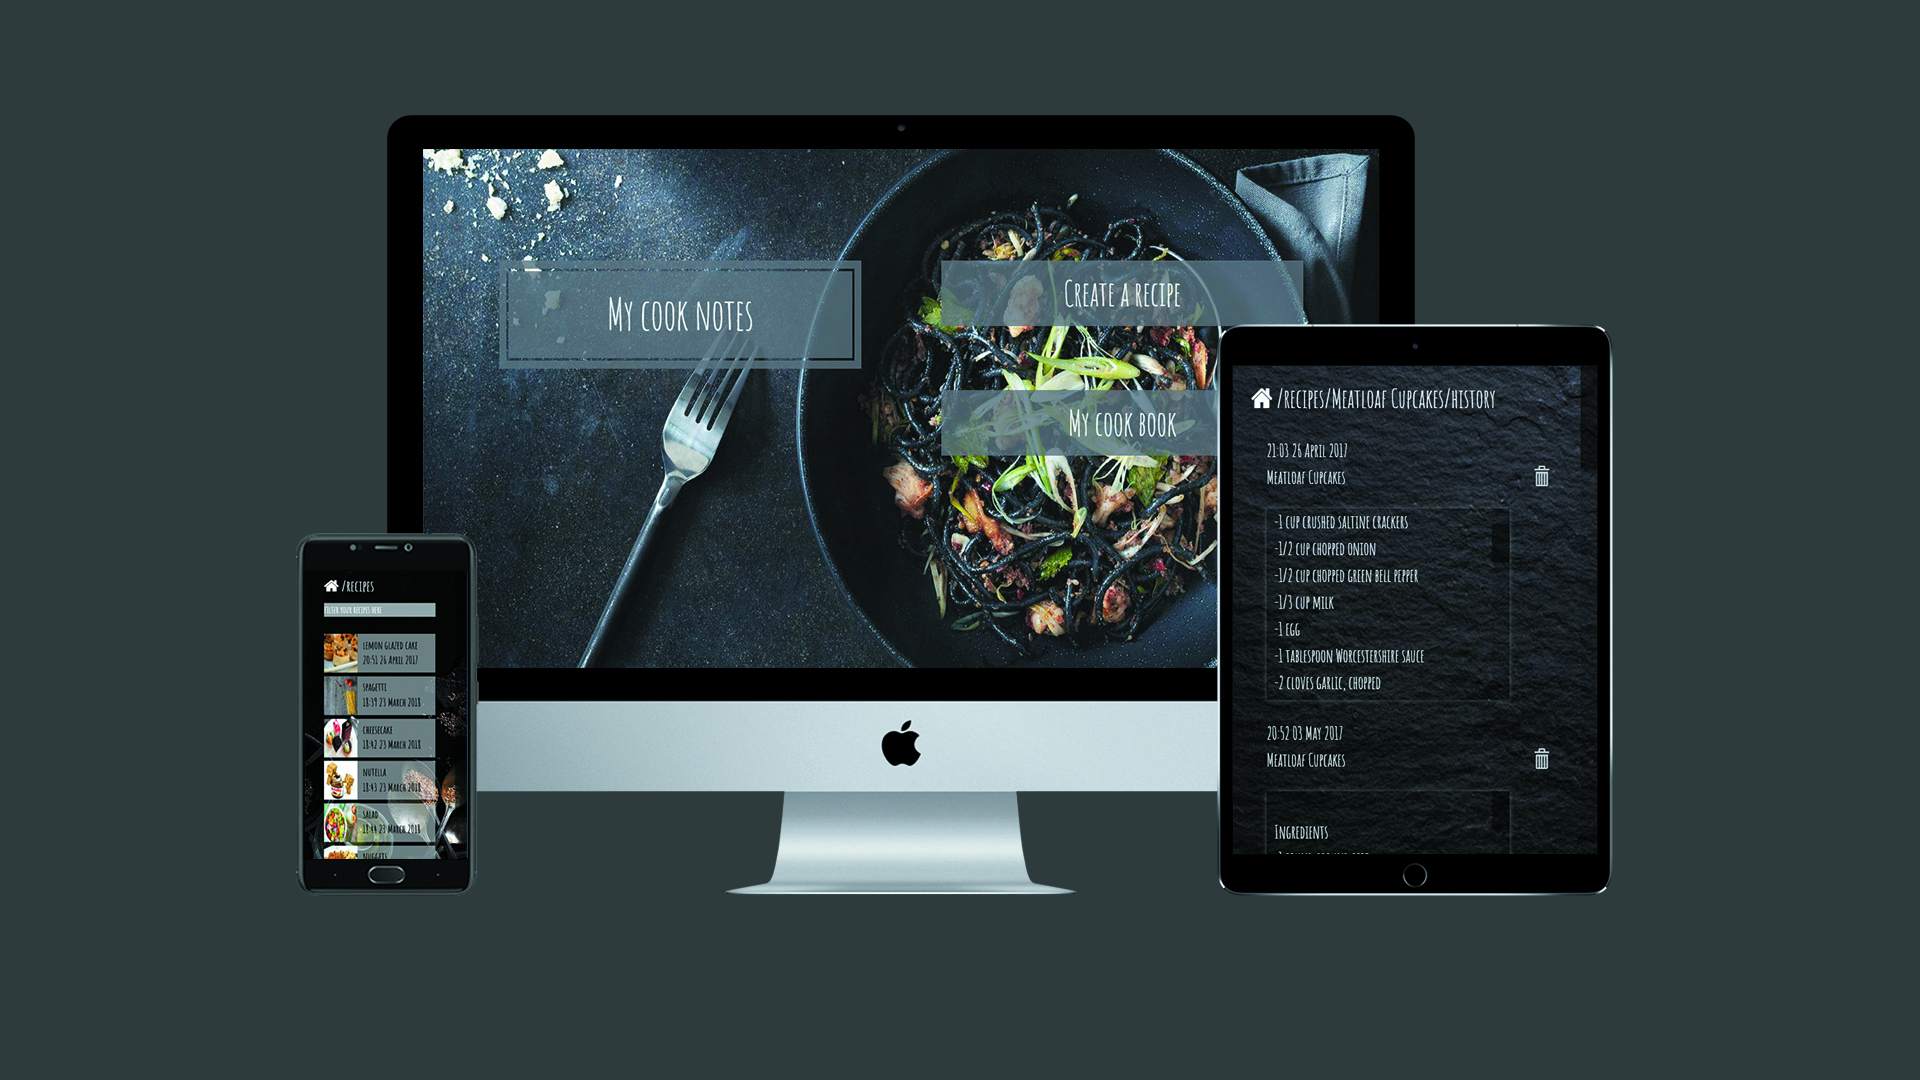 My cook notes
Create a recipe
My cook book
/recipes/Meatloaf Cupcakes/history
21:03 26 April 2017
Meatloaf Cupcakes
-1 cup crushed saltine crackers
-1/2 cup chopped onion
-1/2 cup chopped green bell pepper
-1/3 cup milk
-1 egg
-1 tablespoon Worcestershire sauce
-2 cloves garlic, chopped
20:52 03 May 2017
Meatloaf Cupcakes
Ingredients
/recipes
Filter your recipes here
lemon glazed cake
20:51 26 April 2017
spagetti
18:39 23 March 2018
cheesecake
18:42 23 March 2018
nutella
18:43 23 March 2018
salad
18:44 23 March 2018
nuggets